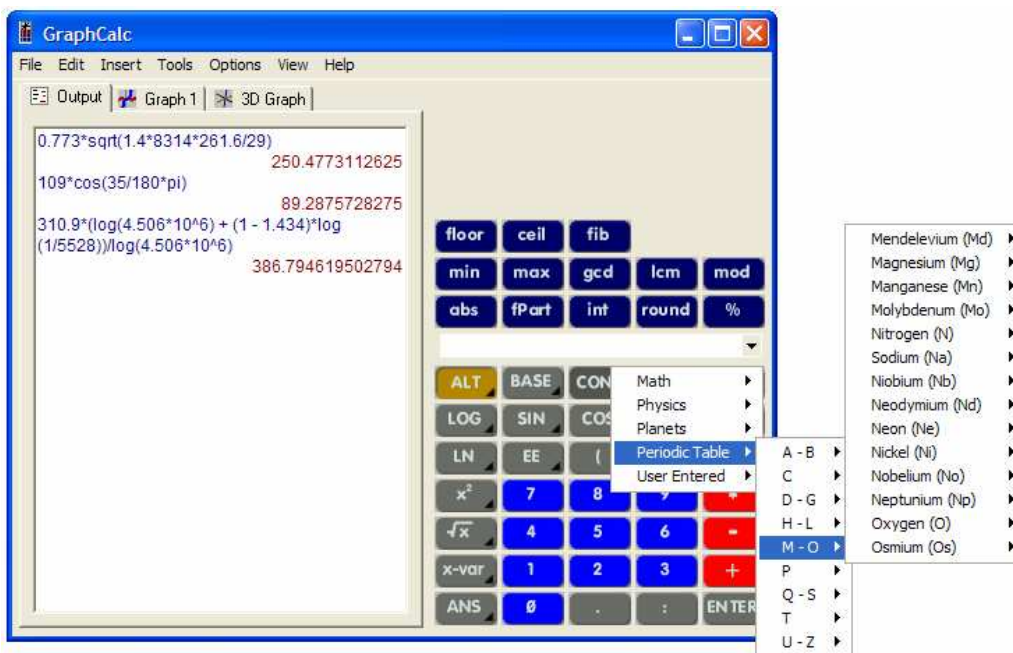 GraphCalc
File Edit Insert Tools Options View Help
Output Graph 1 3D Graph
0.773*sqrt(1.4*8314*261.6/29)
250.4773112625
109*cos(35/180*pi)
89.2875728275
310.9*(log(4.506*10^6) + (1 - 1.434)*log
(1/5528))/log(4.506*10^6)
386.794619502794
floor ceil fib
min max gcd lcm mod
abs fPart int round %
ALT BASE
LOG SIN
LN EE (
x² 7 8 9 *
√x 4 5 6 -
x-var 1 2 3 +
ANS 0 . : ENTER
Math
Physics
Planets
Periodic Table
User Entered
A - B
C
D - G
H - L
M - O
P
Q - S
T
U - Z
Mendelevium (Md)
Magnesium (Mg)
Manganese (Mn)
Molybdenum (Mo)
Nitrogen (N)
Sodium (Na)
Niobium (Nb)
Neodymium (Nd)
Neon (Ne)
Nickel (Ni)
Nobelium (No)
Neptunium (Np)
Oxygen (O)
Osmium (Os)